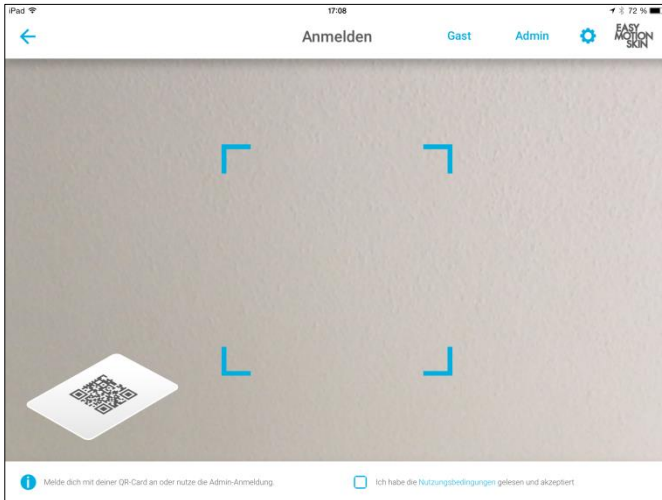 iPad 17:08 72 %
Anmelden Gast Admin EASY
MOTION
SKIN
Melde dich mit deiner QR-Card an oder nutze die Admin-Anmeldung. Ich habe die Nutzungsbedingungen gelesen und akzeptiert